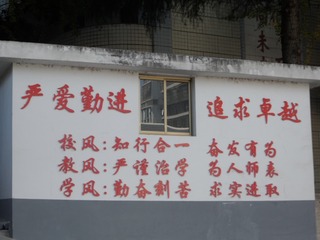 严爱勤进 追求卓越
校风:知行合一 奋发有为
教风:严谨治学 为人师表
学风:勤奋刻苦 求实进取